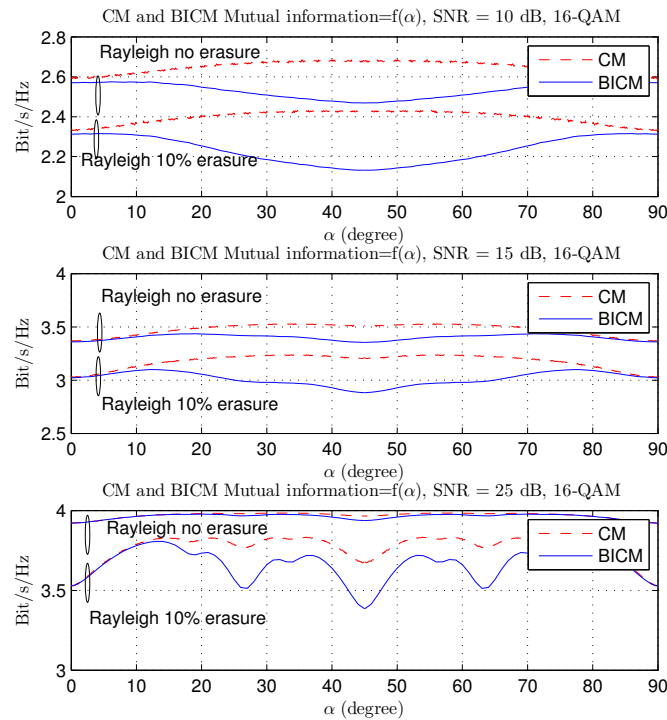 CM and BICM Mutual information=f(α), SNR = 10 dB, 16-QAM
2.8
2.6
2.4
2.2
2
Bit/s/Hz
Rayleigh no erasure
Rayleigh 10% erasure
CM
BICM
0 10 20 30 40 50 60 70 80 90
α (degree)
CM and BICM Mutual information=f(α), SNR = 15 dB, 16-QAM
4
3.5
3
2.5
Bit/s/Hz
Rayleigh no erasure
Rayleigh 10% erasure
CM
BICM
0 10 20 30 40 50 60 70 80 90
α (degree)
CM and BICM Mutual information=f(α), SNR = 25 dB, 16-QAM
4
3.5
3
Bit/s/Hz
Rayleigh no erasure
Rayleigh 10% erasure
CM
BICM
0 10 20 30 40 50 60 70 80 90
α (degree)